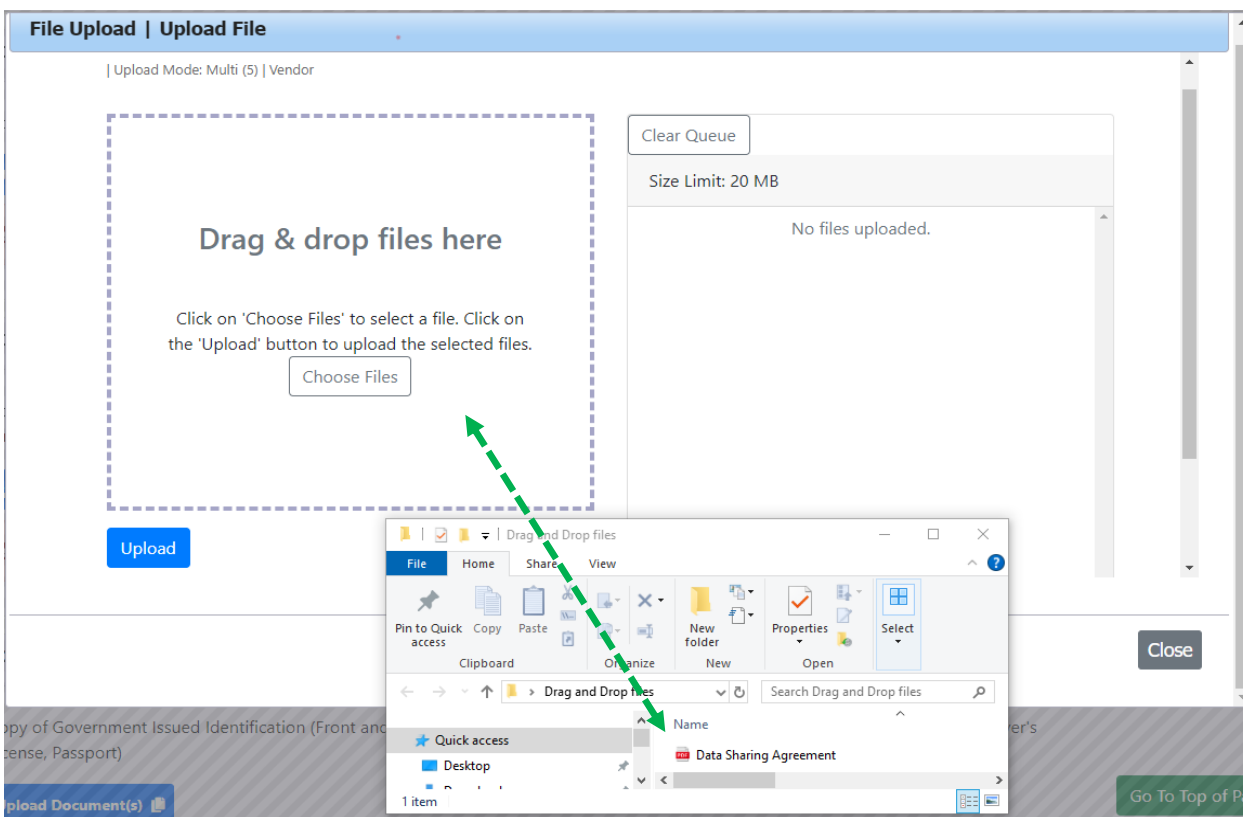 File Upload | Upload File
| Upload Mode: Multi (5) | Vendor
Drag & drop files here
Click on 'Choose Files' to select a file. Click on
the 'Upload' button to upload the selected files.
Choose Files
Upload
Clear Queue
Size Limit: 20 MB
No files uploaded.
Close
Drag and Drop files
File Home Share View
Pin to Quick access
Copy
Paste
Clipboard
Organize
New folder
New
Properties
Open
Select
Drag and Drop files
Search Drag and Drop files
Quick access
Desktop
Name
PDF
Data Sharing Agreement
1 item
opy of Government Issued Identification (Front and
er's
cense, Passport)
Upload Document(s)
Go To Top of P